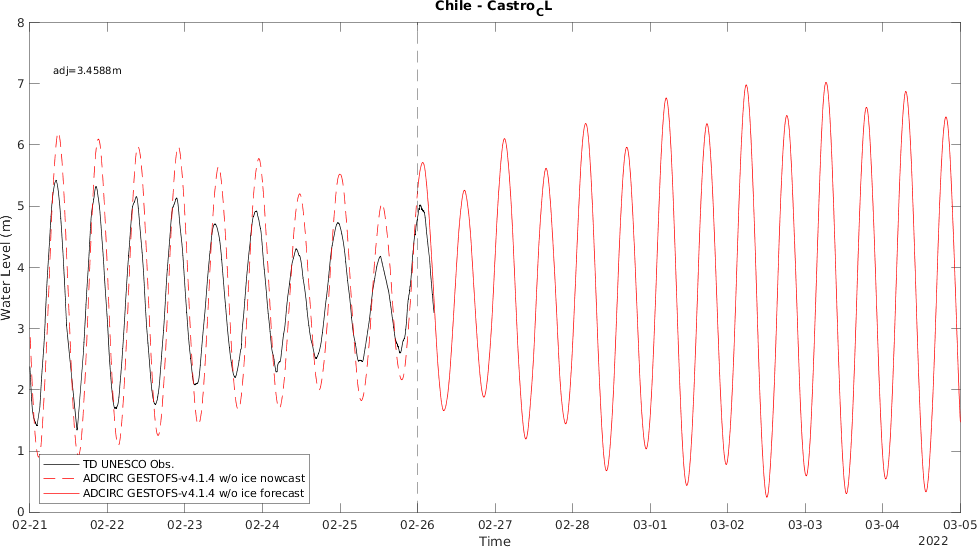 Chile - Castro_CL
adj=3.4588m
8
7
6
5
4
3
2
1
0
Water Level (m)
TD UNESCO Obs.
ADCIRC GESTOFS-v4.1.4 w/o ice nowcast
ADCIRC GESTOFS-v4.1.4 w/o ice forecast
02-21 02-22 02-23 02-24 02-25 02-26 02-27 02-28 03-01 03-02 03-03 03-04 03-05
Time
2022